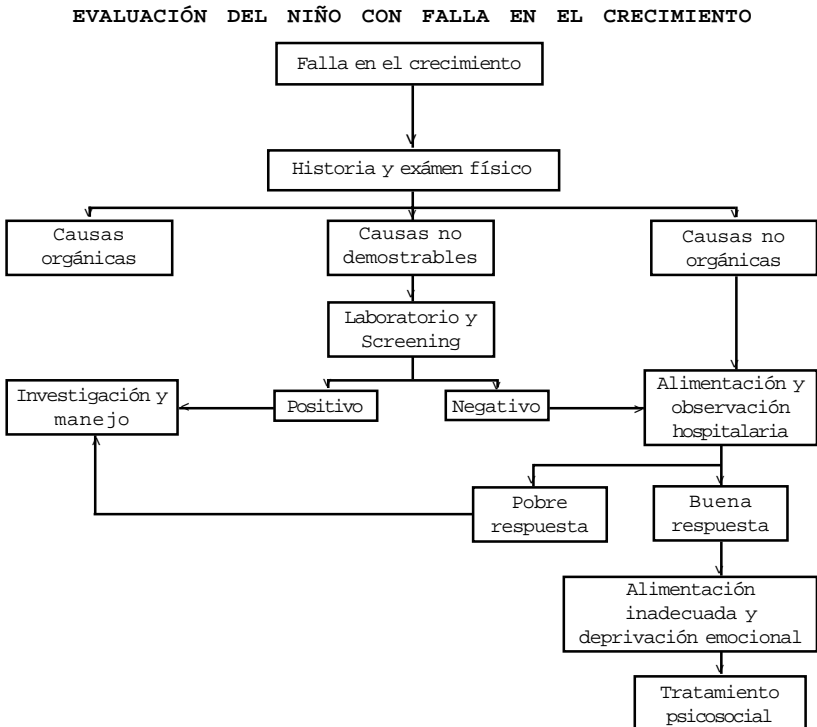 EVALUACIÓN DEL NIÑO CON FALLA EN EL CRECIMIENTO
Falla en el crecimiento
Historia y exámen físico
Causas
orgánicas
Causas no
demostrables
Causas no
orgánicas
Laboratorio y
Screening
Investigación y
manejo
Positivo
Negativo
Alimentación y
observación
hospitalaria
Pobre
respuesta
Buena
respuesta
Alimentación
inadecuada y
deprivación emocional
Tratamiento
psicosocial